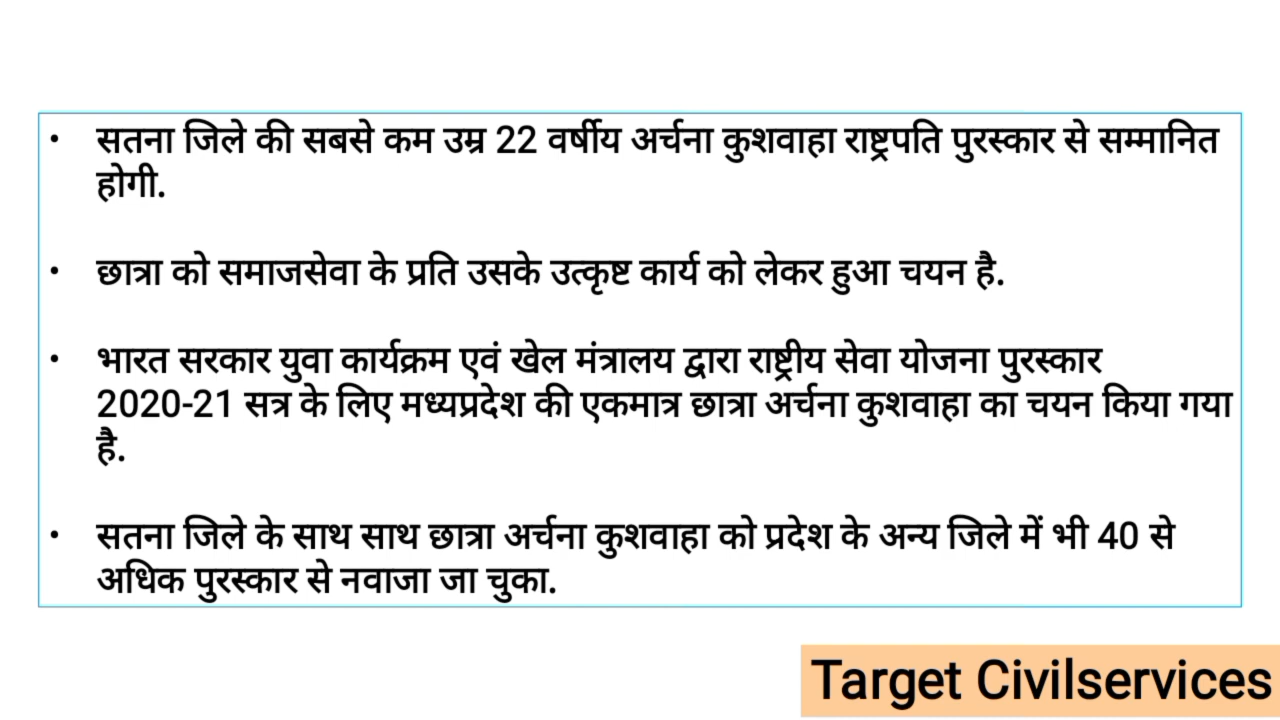 • सतना जिले की सबसे कम उम्र 22 वर्षीय अर्चना कुशवाहा राष्ट्रपति पुरस्कार से सम्मानित
होगी.
• छात्रा को समाजसेवा के प्रति उसके उत्कृष्ट कार्य को लेकर हुआ चयन है.
• भारत सरकार युवा कार्यक्रम एवं खेल मंत्रालय द्वारा राष्ट्रीय सेवा योजना पुरस्कार
2020-21 सत्र के लिए मध्यप्रदेश की एकमात्र छात्रा अर्चना कुशवाहा का चयन किया गया
है.
• सतना जिले के साथ साथ छात्रा अर्चना कुशवाहा को प्रदेश के अन्य जिले में भी 40 से
अधिक पुरस्कार से नवाजा जा चुका.
Target Civilservices